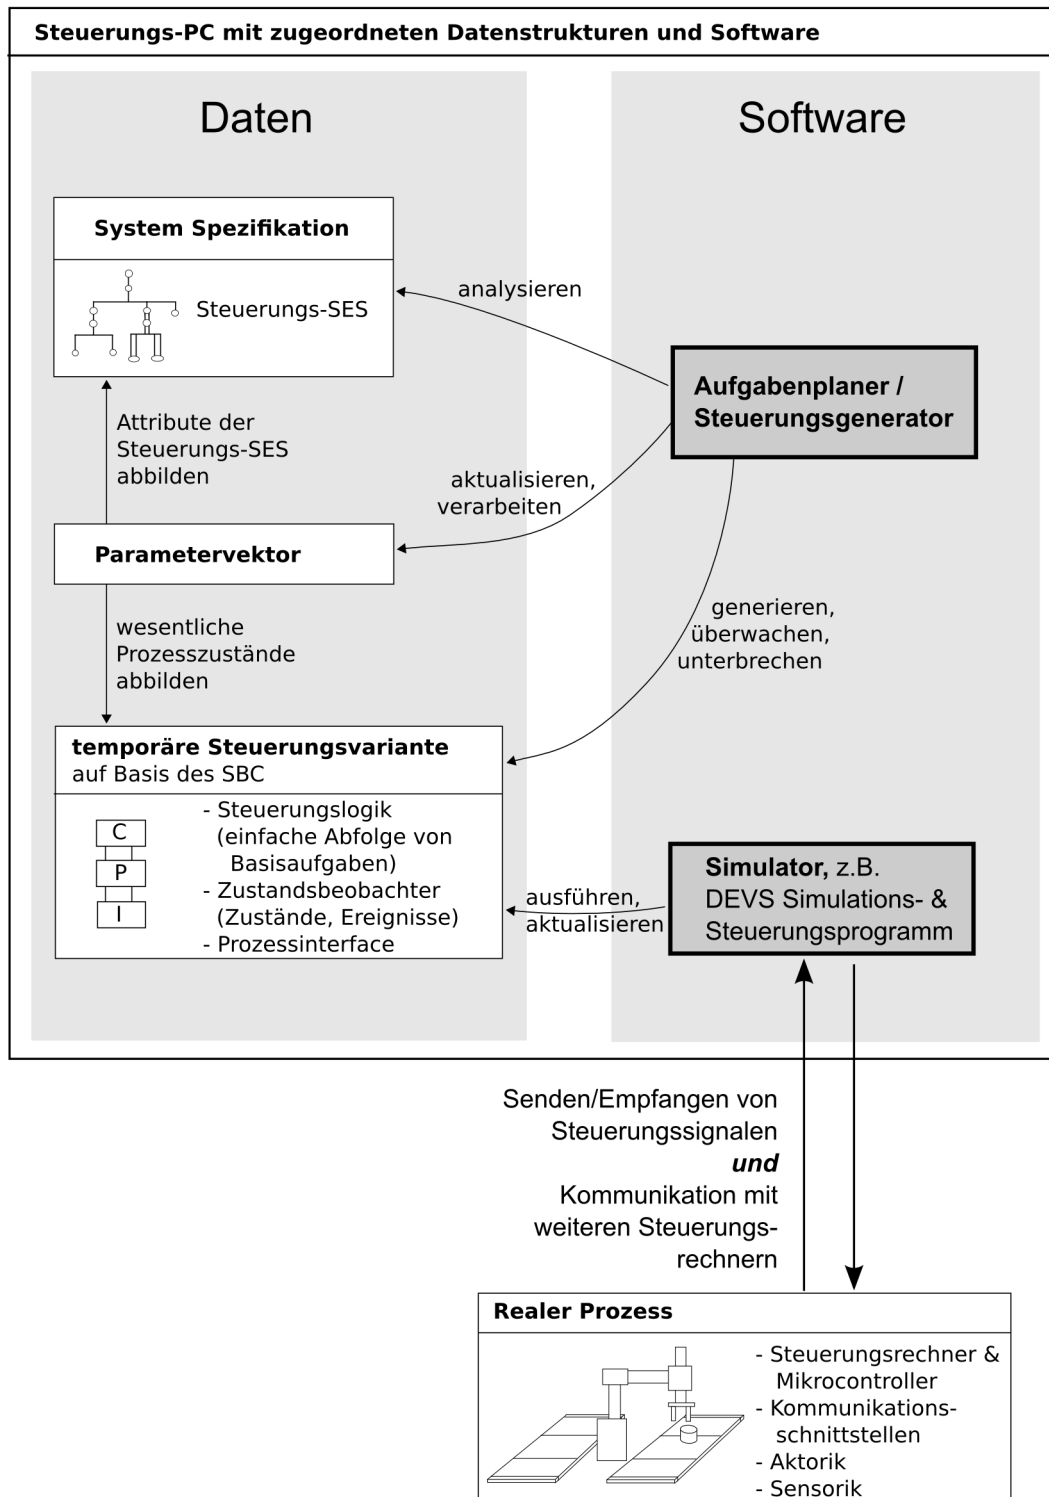 Steuerungs-PC mit zugeordneten Datenstrukturen und Software
Daten
Software
System Spezifikation
Steuerungs-SES
analysieren
Aufgabenplaner /
Steuerungsgenerator
Attribute der
Steuerungs-SES
abbilden
aktualisieren,
verarbeiten
Parametervektor
wesentliche
Prozesszustände
abbilden
generieren,
überwachen,
unterbrechen
temporäre Steuerungsvariante
auf Basis des SBC
C
P
I
- Steuerungslogik
(einfache Abfolge von
Basisaufgaben)
- Zustandsbeobachter
(Zustände, Ereignisse)
- Prozessinterface
ausführen,
aktualisieren
Simulator, z.B.
DEVS Simulations- &
Steuerungsprogramm
Senden/Empfangen von
Steuerungssignalen
und
Kommunikation mit
weiteren Steuerungs-
rechnern
Realer Prozess
- Steuerungsrechner &
Mikrocontroller
- Kommunikations-
schnittstellen
- Aktorik
- Sensorik